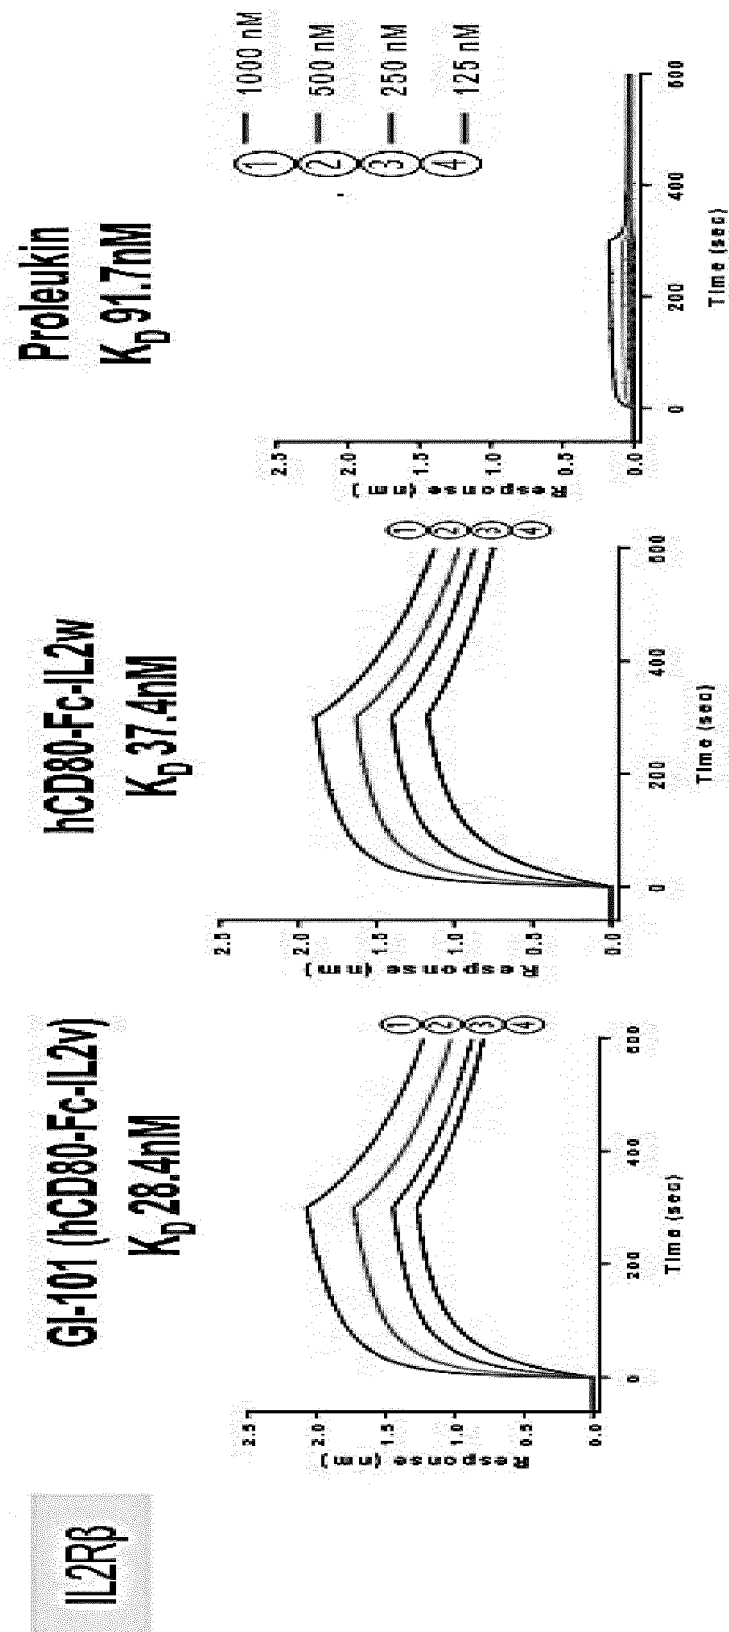 IL2Rβ
GI-101 (hCD80-Fc-IL2v)
KD 28.4nM
2.5
2.0
1.5
1.0
0.5
0.0
Response (nm)
0
200
400
600
Time (sec)
1
2
3
4
hCD80-Fc-IL2w
KD 37.4nM
2.5
2.0
1.5
1.0
0.5
0.0
Response (nm)
0
200
400
600
Time (sec)
1
2
3
4
Proleukin
KD 91.7nM
1 1000 nM
2 500 nM
3 250 nM
4 125 nM
2.5
2.0
1.5
1.0
0.5
0.0
Response (nm)
0
200
400
600
Time (sec)